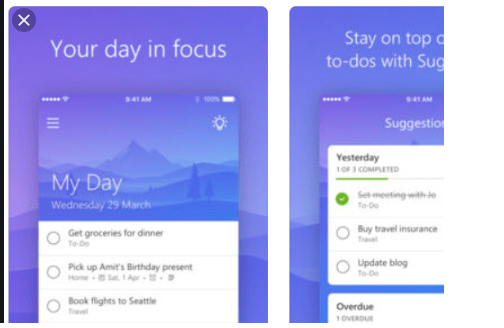 Your day in focus
9:41 AM
100%
My Day
Wednesday 29 March
Get groceries for dinner
To-Do
Pick up Amit's Birthday present
Home • Sat, 1 Apr •
Book flights to Seattle
Travel
Stay on top o
to-dos with Sug
9:41 AM
Suggestion
Yesterday
1 OF 3 COMPLETED
Set meeting with Jo
To-Do
Buy travel insurance
Travel
Update blog
To-Do
Overdue
1 OVERDUE